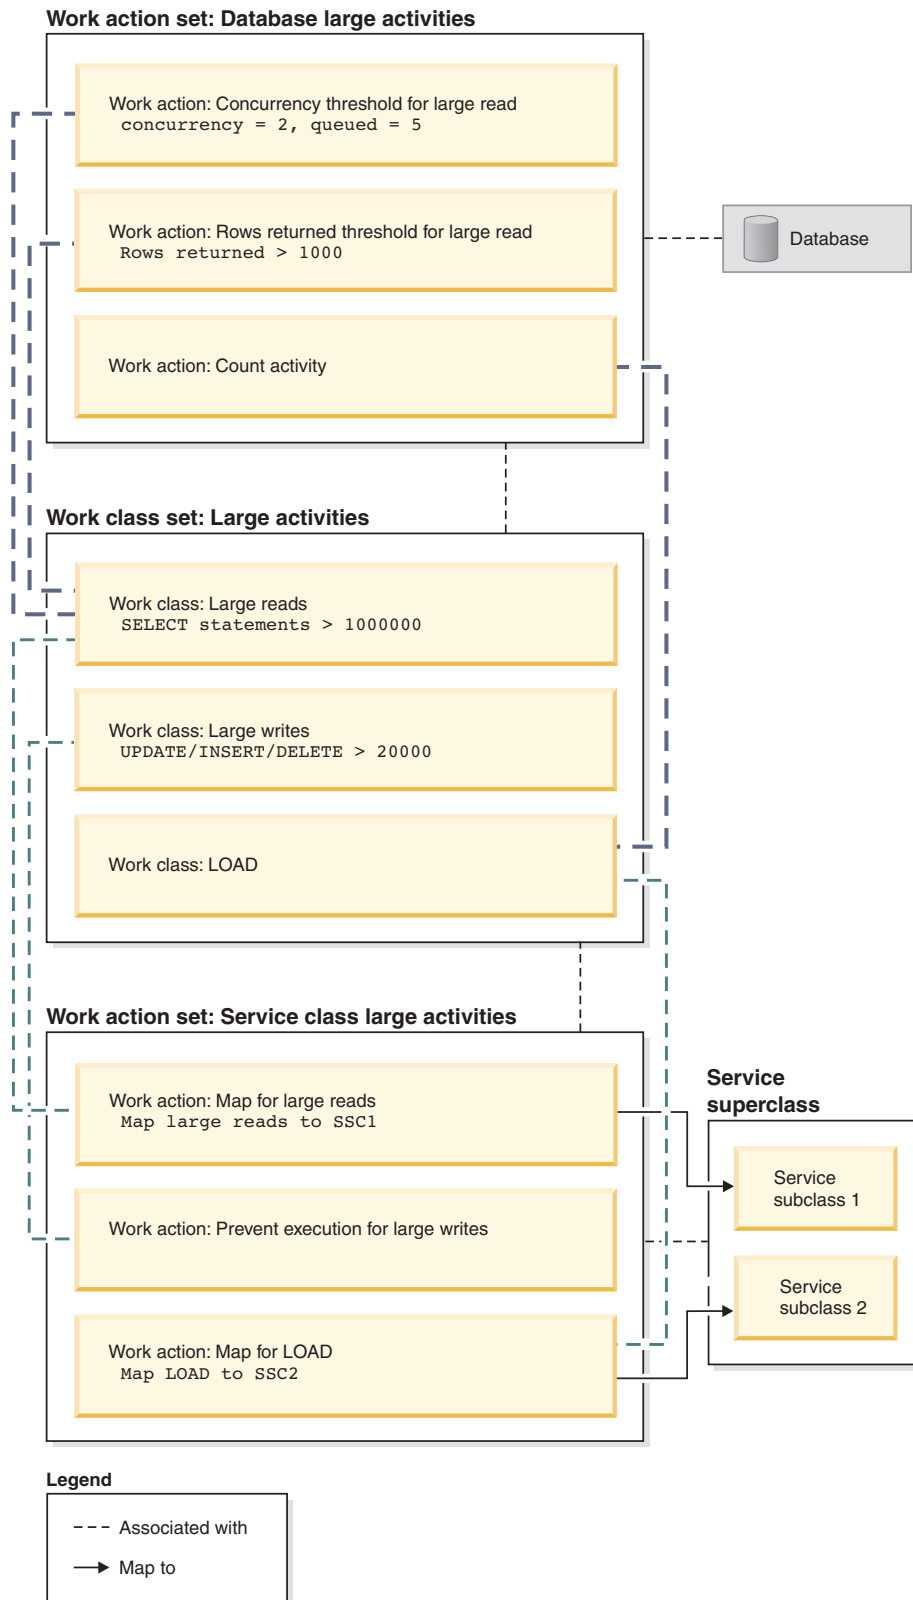 Work action set: Database large activities
Work action: Concurrency threshold for large read
concurrency = 2, queued = 5
Work action: Rows returned threshold for large read
Rows returned > 1000
Database
Work action: Count activity
Work class set: Large activities
Work class: Large reads
SELECT statements > 1000000
Work class: Large writes
UPDATE/INSERT/DELETE > 20000
Work class: LOAD
Work action set: Service class large activities
Work action: Map for large reads
Map large reads to SSC1
Work action: Prevent execution for large writes
Work action: Map for LOAD
Map LOAD to SSC2
Service
superclass
Service
subclass 1
Service
subclass 2
Legend
Associated with
Map to